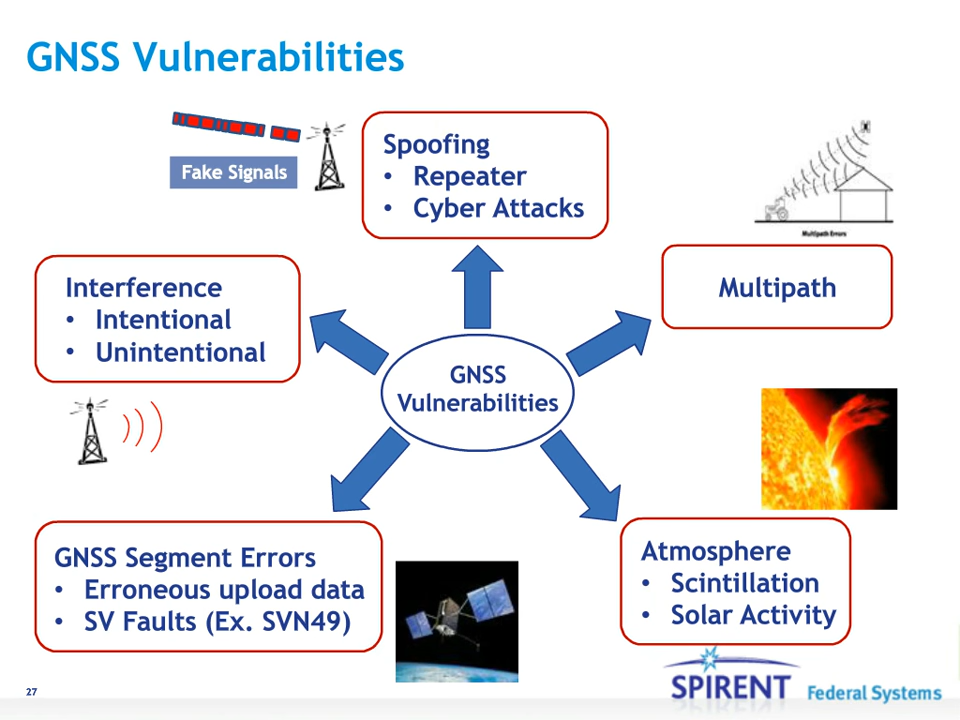 GNSS Vulnerabilities
Fake Signals
Spoofing
• Repeater
• Cyber Attacks
Multipath Errors
Interference
• Intentional
• Unintentional
Multipath
GNSS
Vulnerabilities
GNSS Segment Errors
• Erroneous upload data
• SV Faults (Ex. SVN49)
Atmosphere
• Scintillation
• Solar Activity
27
SPIRENT Federal Systems